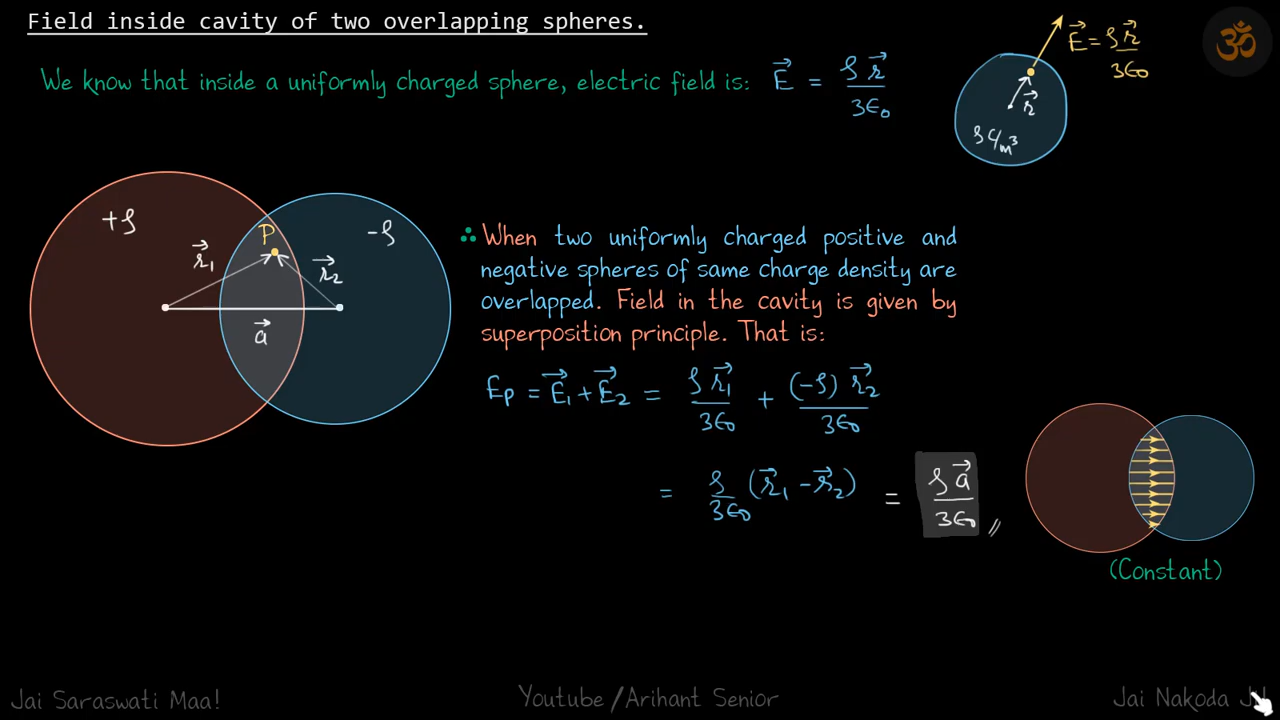 Field inside cavity of two overlapping spheres.
We know that inside a uniformly charged sphere, electric field is: E⃗ = ρr⃗/3ε₀
E⃗ = ρr⃗/3ε₀
r⃗
ρ C/m³
+ρ
-ρ
P
r⃗₁
r⃗₂
a⃗
∴ When two uniformly charged positive and
negative spheres of same charge density are
overlapped. Field in the cavity is given by
superposition principle. That is:
Ep = E⃗₁ + E⃗₂ = ρr⃗₁/3ε₀ + (-ρ)r⃗₂/3ε₀
= ρ/3ε₀ (r⃗₁ - r⃗₂) = ρa⃗/3ε₀ //
(Constant)
ॐ
Jai Saraswati Maa!
Youtube/Arihant Senior
Jai Nakoda